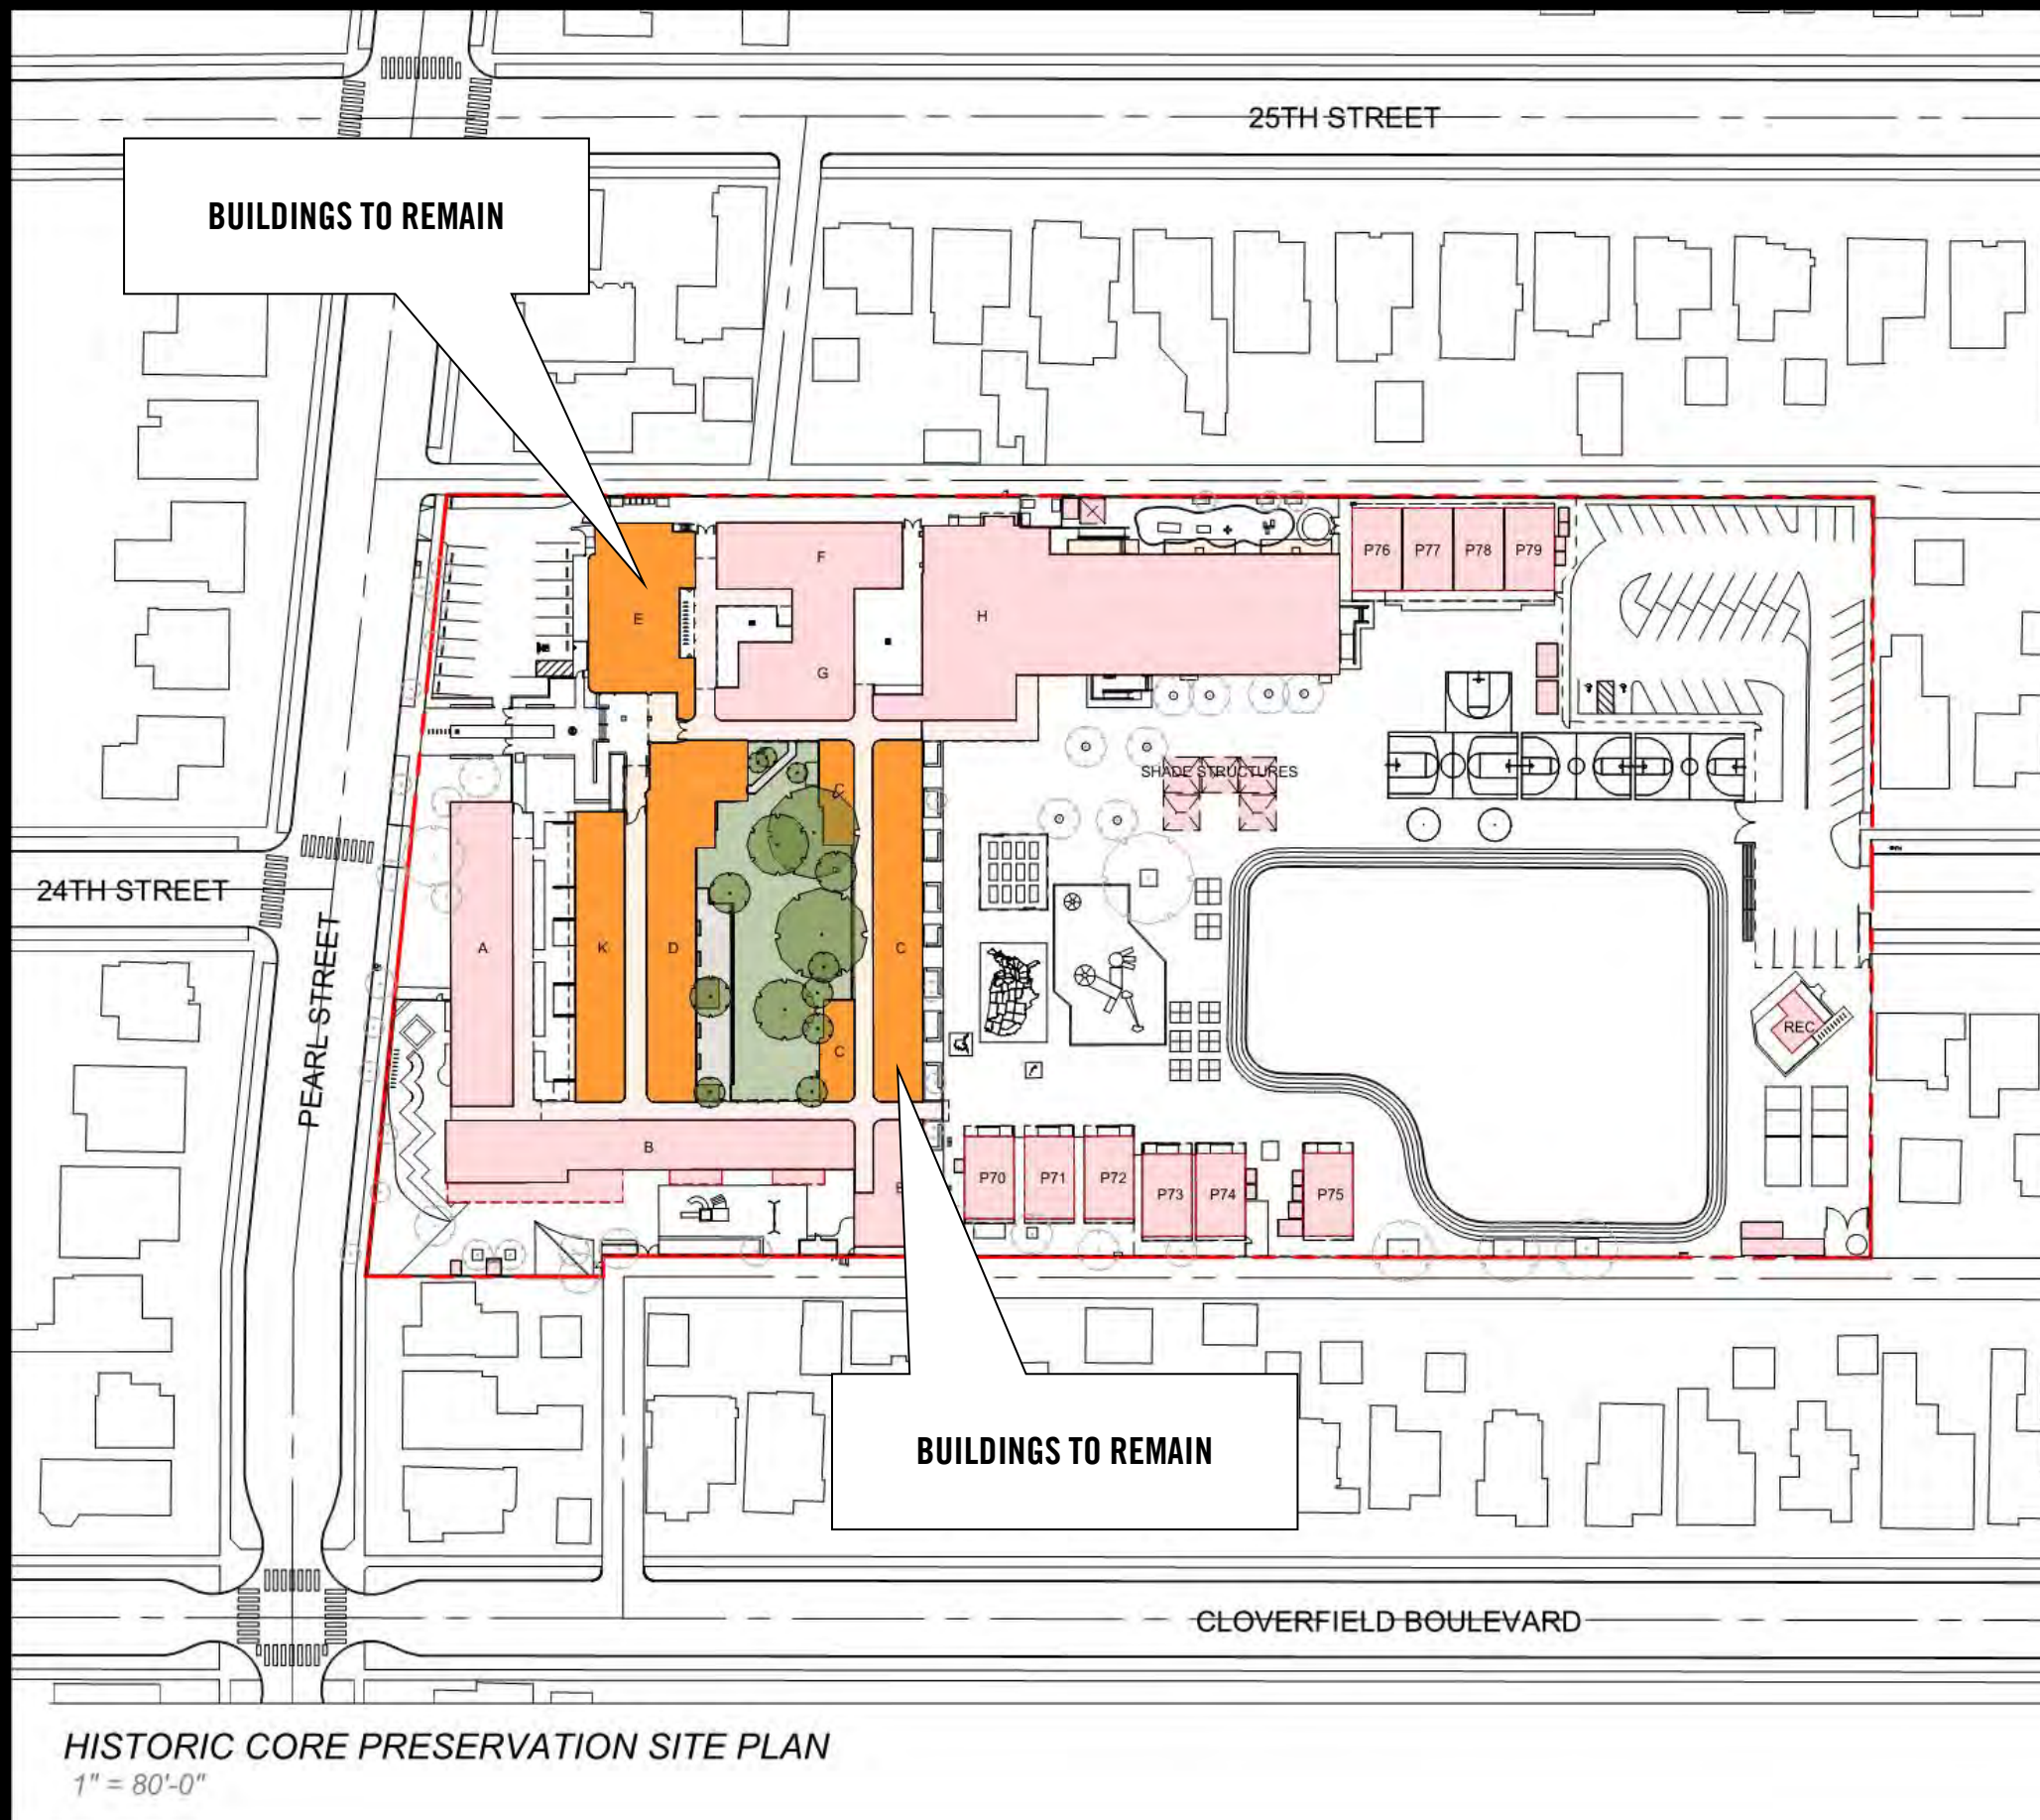 25TH STREET
BUILDINGS TO REMAIN
P76 P77 P78 P79
F
E
H
G
SHADE STRUCTURES
C
24TH STREET
PEARL STREET
A
K
D
C
REC
C
B
P70 P71 P72 P73 P74 P75
BUILDINGS TO REMAIN
CLOVERFIELD BOULEVARD
HISTORIC CORE PRESERVATION SITE PLAN
1" = 80'-0"